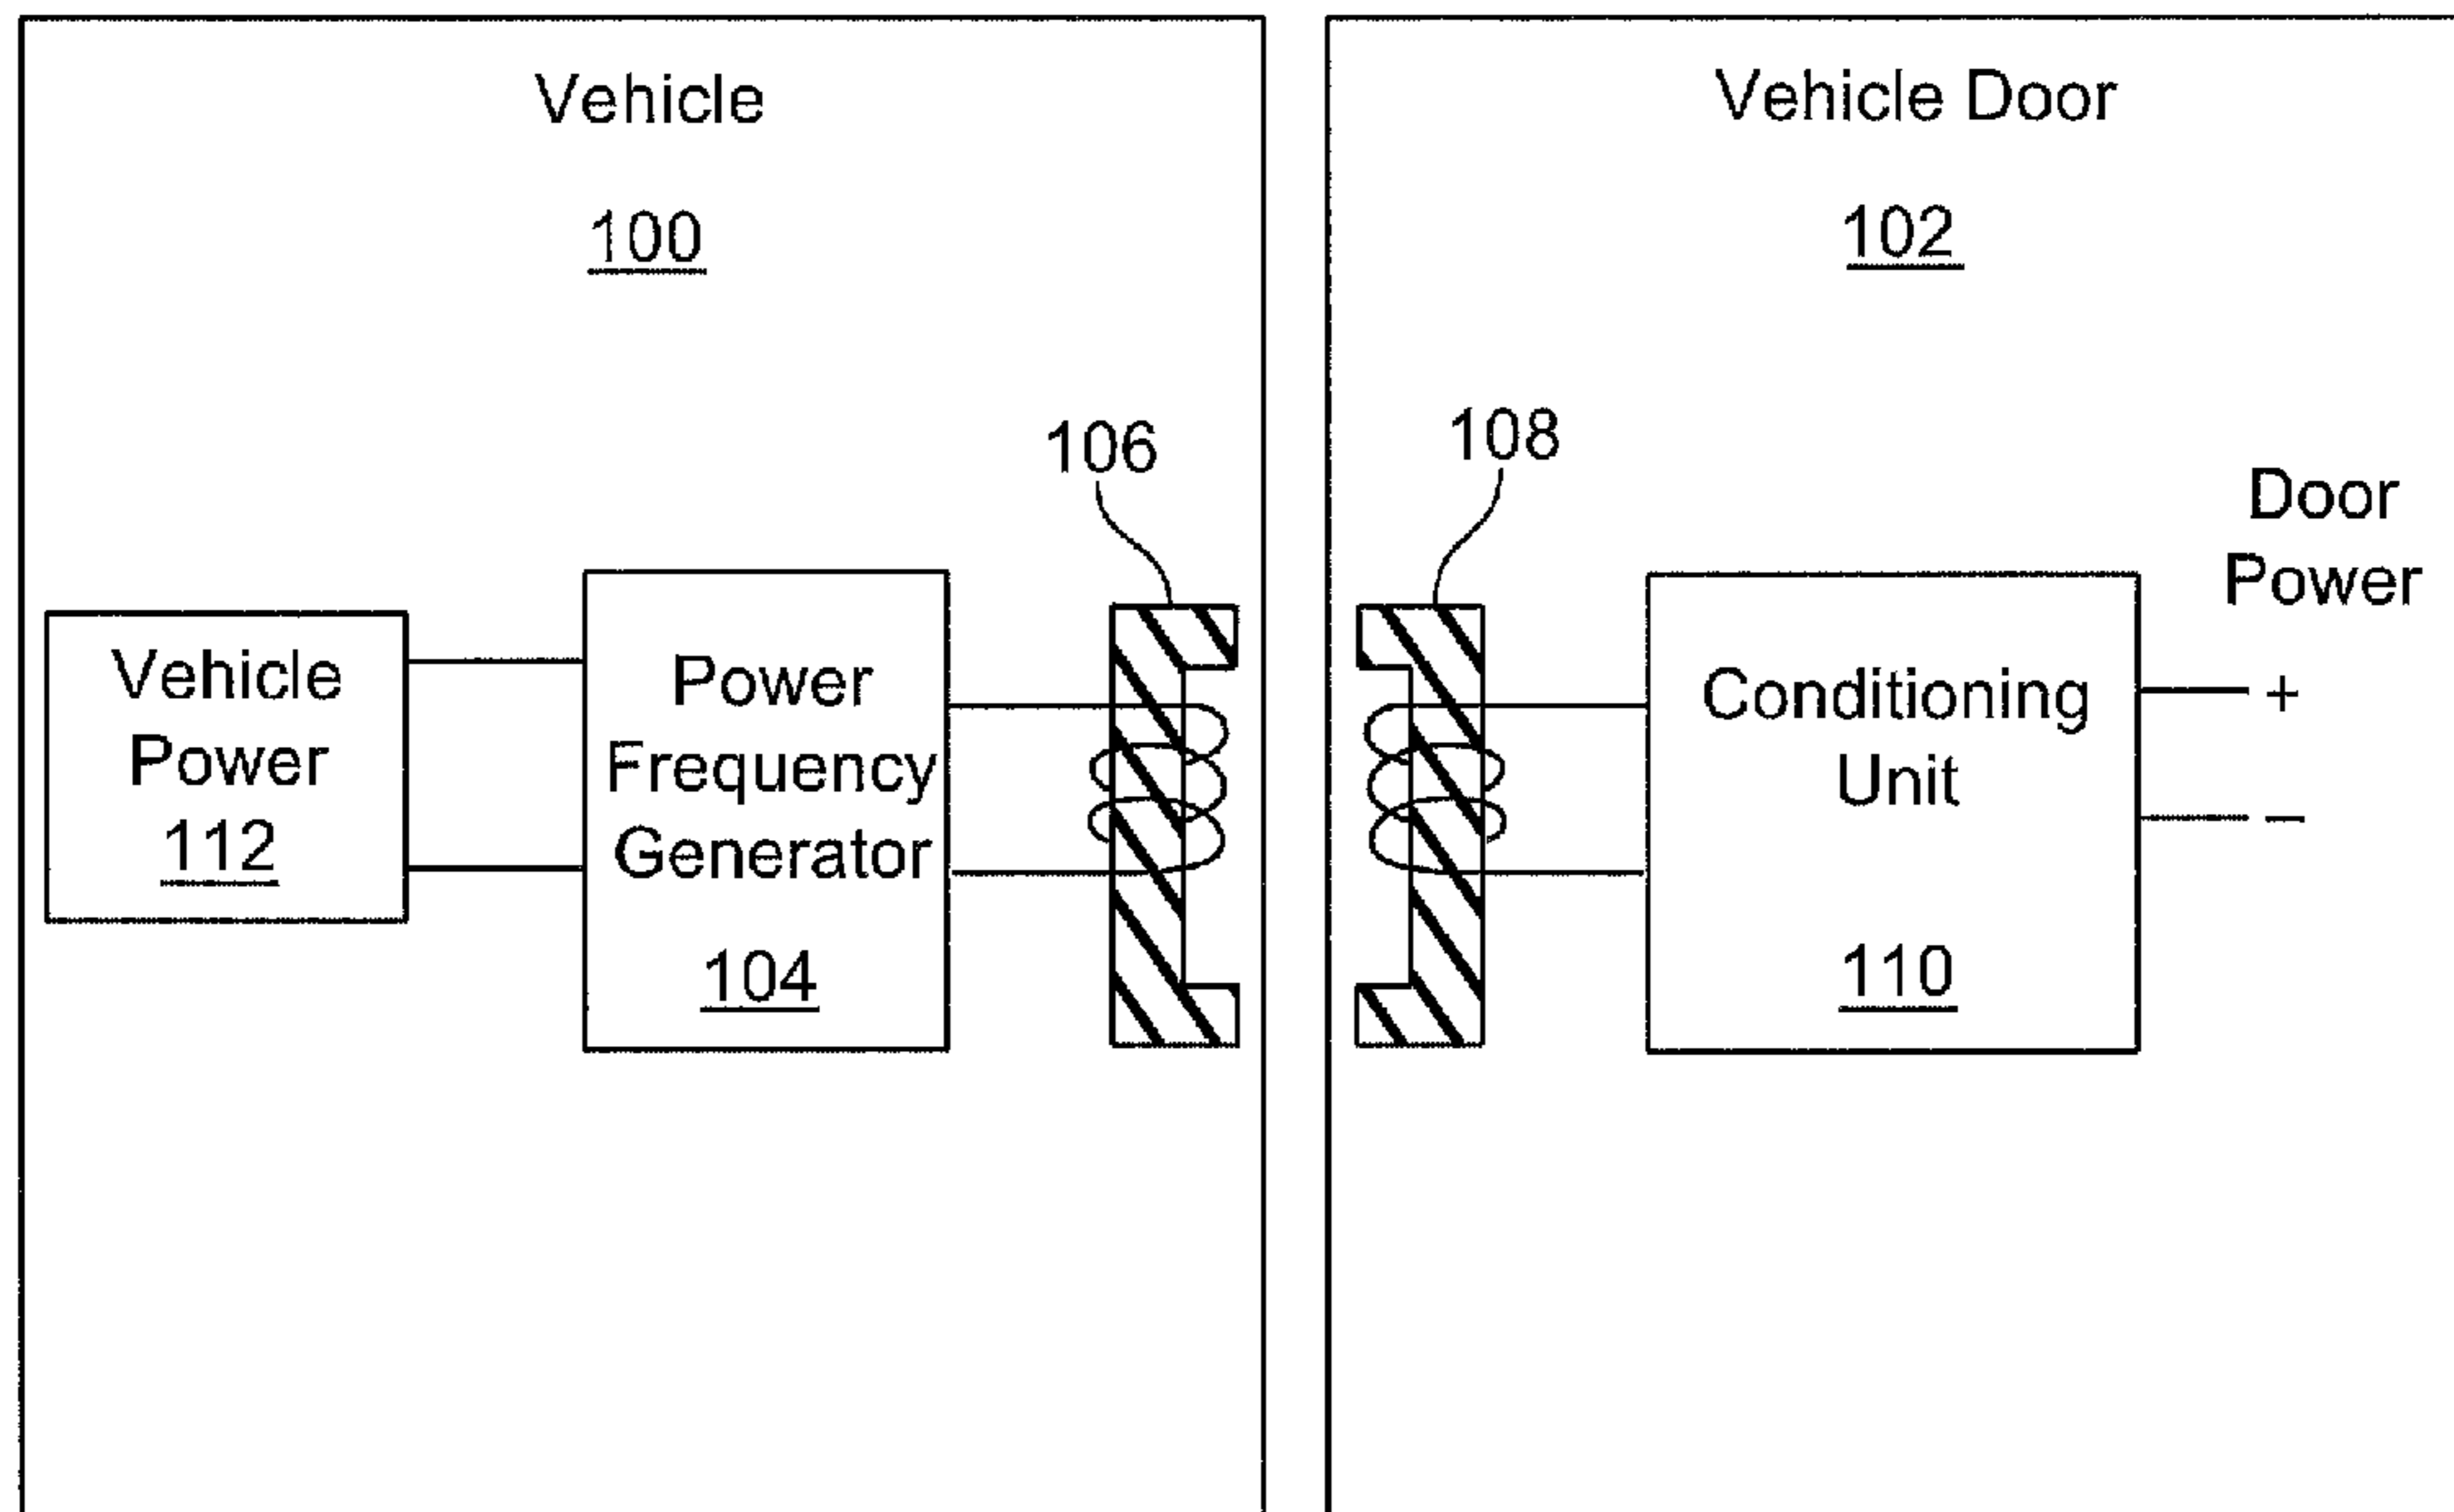 Vehicle
100
Vehicle Door
102
106
108
Door
Power
Vehicle
Power
112
Power
Frequency
Generator
104
Conditioning
Unit
110
+
−